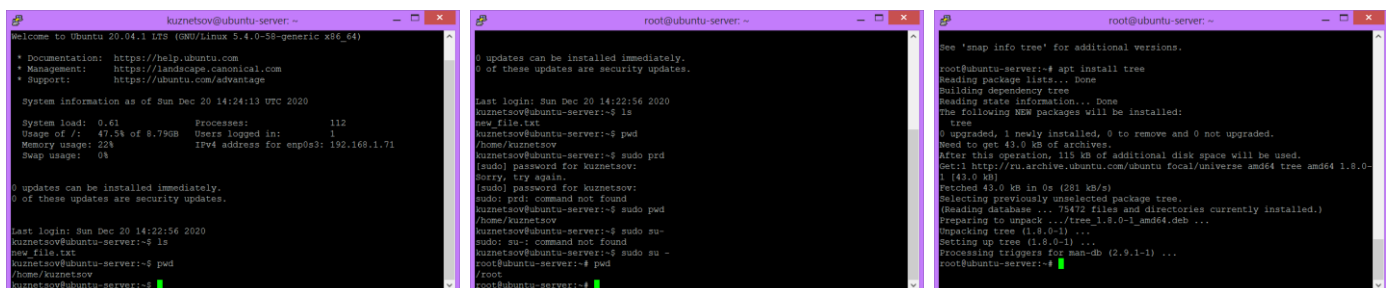 kuznetsov@ubuntu-server: ~
Welcome to Ubuntu 20.04.1 LTS (GNU/Linux 5.4.0-58-generic x86_64)
* Documentation: https://help.ubuntu.com
* Management: https://landscape.canonical.com
* Support: https://ubuntu.com/advantage
System information as of Sun Dec 20 14:24:13 UTC 2020
System load: 0.61 Processes: 112
Usage of /: 47.5% of 8.79GB Users logged in: 1
Memory usage: 22% IPv4 address for enp0s3: 192.168.1.71
Swap usage: 0%
0 updates can be installed immediately.
0 of these updates are security updates.
Last login: Sun Dec 20 14:22:56 2020
kuznetsov@ubuntu-server:~$ ls
new_file.txt
kuznetsov@ubuntu-server:~$ pwd
/home/kuznetsov
kuznetsov@ubuntu-server:~$
root@ubuntu-server: ~
0 updates can be installed immediately.
0 of these updates are security updates.
Last login: Sun Dec 20 14:22:56 2020
kuznetsov@ubuntu-server:~$ ls
new_file.txt
kuznetsov@ubuntu-server:~$ pwd
/home/kuznetsov
kuznetsov@ubuntu-server:~$ sudo prd
[sudo] password for kuznetsov:
Sorry, try again.
[sudo] password for kuznetsov:
sudo: prd: command not found
kuznetsov@ubuntu-server:~$ sudo pwd
/home/kuznetsov
kuznetsov@ubuntu-server:~$ sudo su-
sudo: su-: command not found
kuznetsov@ubuntu-server:~$ sudo su -
root@ubuntu-server:~# pwd
/root
root@ubuntu-server:~#
root@ubuntu-server: ~
See 'snap info tree' for additional versions.
root@ubuntu-server:~# apt install tree
Reading package lists... Done
Building dependency tree
Reading state information... Done
The following NEW packages will be installed:
tree
0 upgraded, 1 newly installed, 0 to remove and 0 not upgraded.
Need to get 43.0 kB of archives.
After this operation, 115 kB of additional disk space will be used.
Get:1 http://ru.archive.ubuntu.com/ubuntu focal/universe amd64 tree amd64 1.8.0-
1 [43.0 kB]
Fetched 43.0 kB in 0s (281 kB/s)
Selecting previously unselected package tree.
(Reading database ... 75472 files and directories currently installed.)
Preparing to unpack .../tree_1.8.0-1_amd64.deb ...
Unpacking tree (1.8.0-1) ...
Setting up tree (1.8.0-1) ...
Processing triggers for man-db (2.9.1-1) ...
root@ubuntu-server:~#